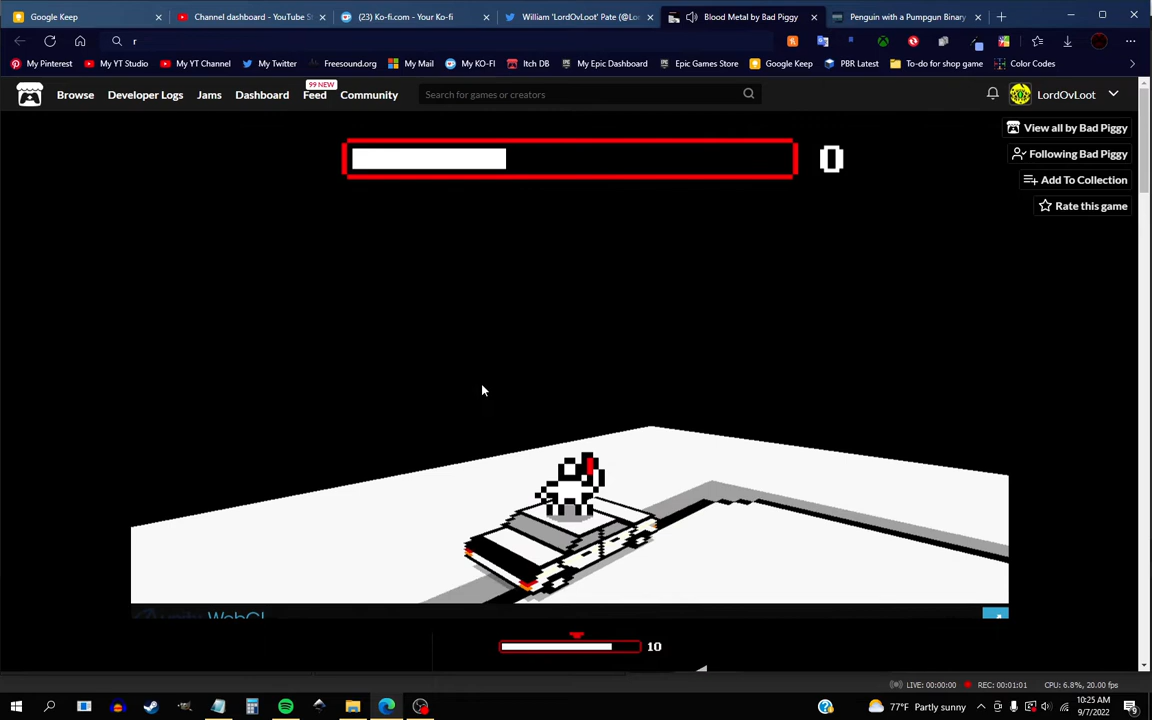 Google Keep
Channel dashboard - YouTube S
(23) Ko-fi.com - Your Ko-fi
William 'LordOvLoot' Pate (@Lo
Blood Metal by Bad Piggy
Penguin with a Pumpgun Binary
r
My Pinterest
My YT Studio
My YT Channel
My Twitter
Freesound.org
My Mail
My KO-FI
Itch DB
My Epic Dashboard
Epic Games Store
Google Keep
PBR Latest
To-do for shop game
Color Codes
99 NEW
Browse
Developer Logs
Jams
Dashboard
Feed
Community
Search for games or creators
LordOvLoot
View all by Bad Piggy
Following Bad Piggy
Add To Collection
Rate this game
0
WebGL
10
LIVE: 00:00:00
REC: 00:01:01
CPU: 6.8%, 20.00 fps
77°F Partly sunny
10:25 AM
9/7/2022
9